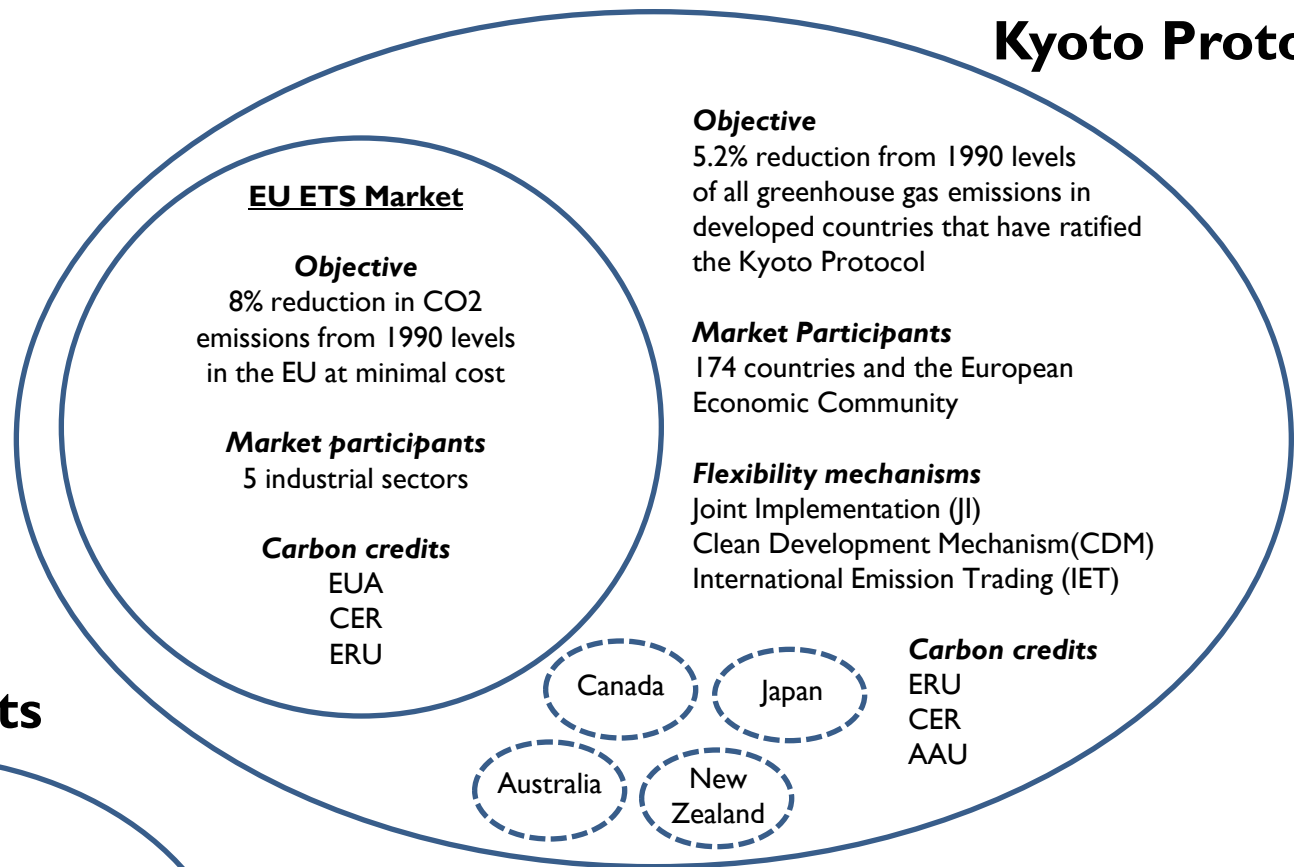 Kyoto Proto
EU ETS Market
Objective
8% reduction in CO2
emissions from 1990 levels
in the EU at minimal cost
Market participants
5 industrial sectors
Carbon credits
EUA
CER
ERU
Objective
5.2% reduction from 1990 levels
of all greenhouse gas emissions in
developed countries that have ratified
the Kyoto Protocol
Market Participants
174 countries and the European
Economic Community
Flexibility mechanisms
Joint Implementation (JI)
Clean Development Mechanism(CDM)
International Emission Trading (IET)
Carbon credits
ERU
CER
AAU
Canada
Japan
Australia
New
Zealand
ts